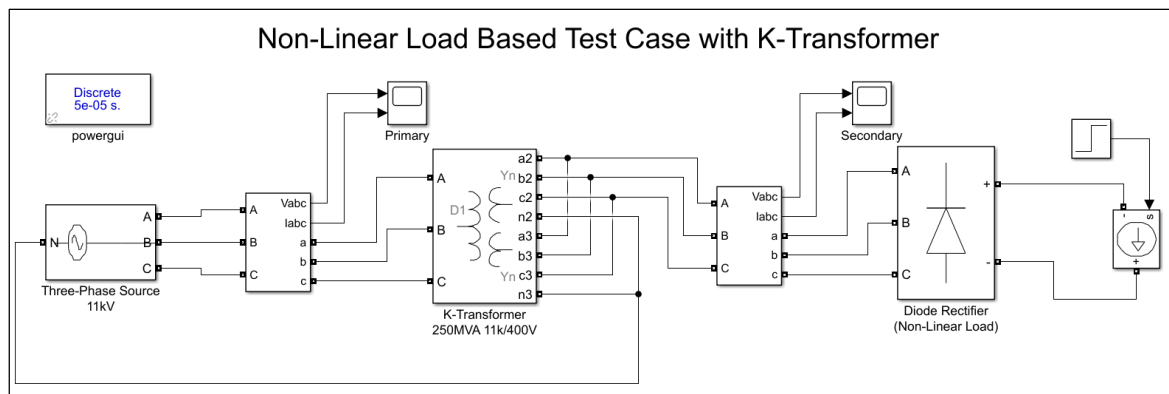 Non-Linear Load Based Test Case with K-Transformer
Discrete
5e-05 s.
powergui
Primary
Secondary
N
A
B
C
Three-Phase Source
11kV
A
B
C
Vabc
Iabc
a
b
c
A
B
C
D1
Yn
Yn
a2
b2
c2
n2
a3
b3
c3
n3
K-Transformer
250MVA 11k/400V
A
B
C
Vabc
Iabc
a
b
c
A
B
C
+
-
Diode Rectifier
(Non-Linear Load)
-
s
+